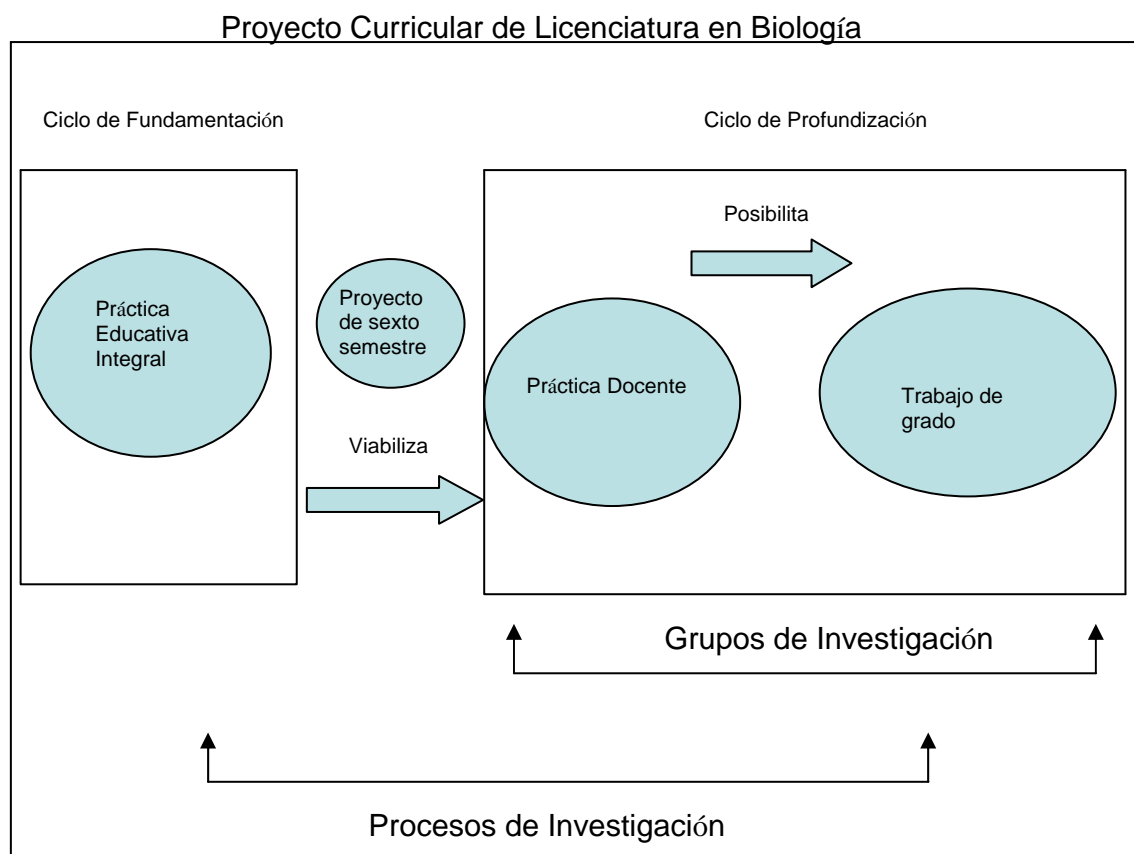 Proyecto Curricular de Licenciatura en Biología
Ciclo de Fundamentación
Ciclo de Profundización
Práctica
Educativa
Integral
Proyecto
de sexto
semestre
Viabiliza
Posibilita
Práctica Docente
Trabajo de
grado
Grupos de Investigación
Procesos de Investigación